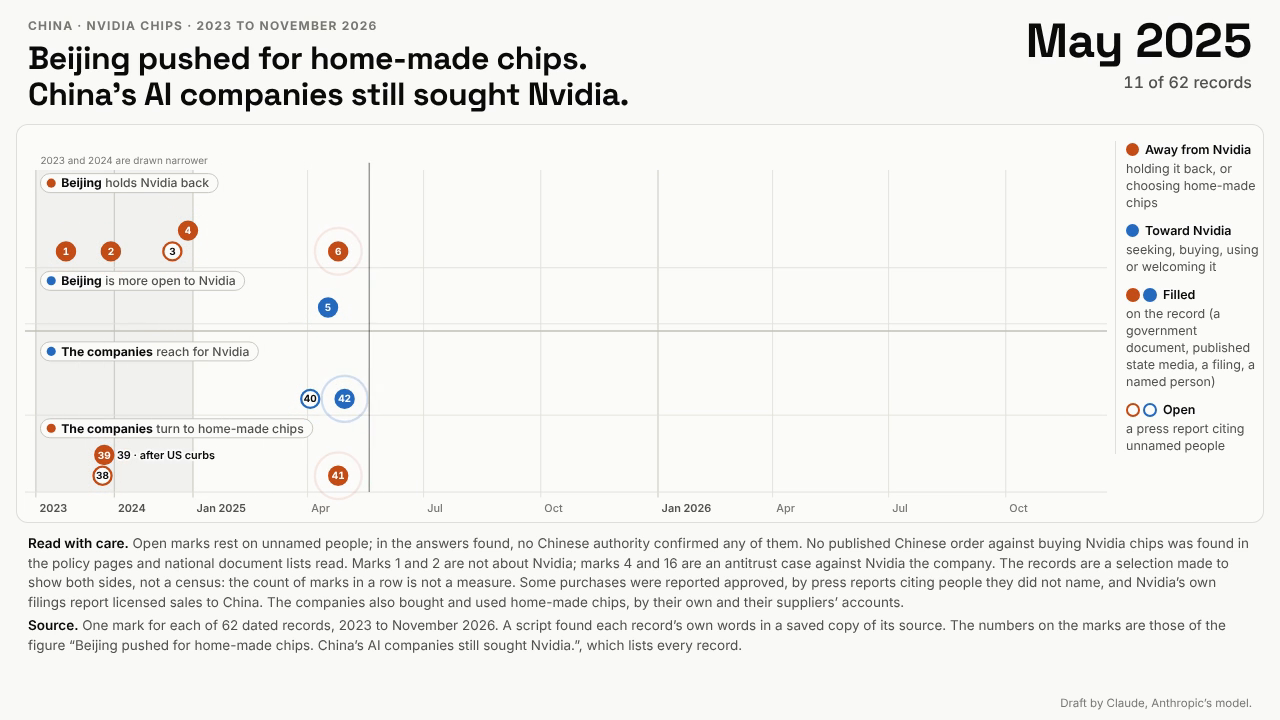 CHINA · NVIDIA CHIPS · 2023 TO NOVEMBER 2026
Beijing pushed for home-made chips.
China’s AI companies still sought Nvidia.
May 2025
11 of 62 records
2023 and 2024 are drawn narrower
Beijing holds Nvidia back
4
1
2
3
6
Beijing is more open to Nvidia
5
The companies reach for Nvidia
40
42
The companies turn to home-made chips
39
39 · after US curbs
38
41
2023
2024
Jan 2025
Apr
Jul
Oct
Jan 2026
Apr
Jul
Oct
Away from Nvidia
holding it back, or
choosing home-made
chips
Toward Nvidia
seeking, buying, using
or welcoming it
Filled
on the record (a
government
document, published
state media, a filing, a
named person)
Open
a press report citing
unnamed people
Read with care. Open marks rest on unnamed people; in the answers found, no Chinese authority confirmed any of them. No published Chinese order against buying Nvidia chips was found in
the policy pages and national document lists read. Marks 1 and 2 are not about Nvidia; marks 4 and 16 are an antitrust case against Nvidia the company. The records are a selection made to
show both sides, not a census: the count of marks in a row is not a measure. Some purchases were reported approved, by press reports citing people they did not name, and Nvidia’s own
filings report licensed sales to China. The companies also bought and used home-made chips, by their own and their suppliers’ accounts.
Source. One mark for each of 62 dated records, 2023 to November 2026. A script found each record’s own words in a saved copy of its source. The numbers on the marks are those of the
figure “Beijing pushed for home-made chips. China’s AI companies still sought Nvidia.”, which lists every record.
Draft by Claude, Anthropic’s model.